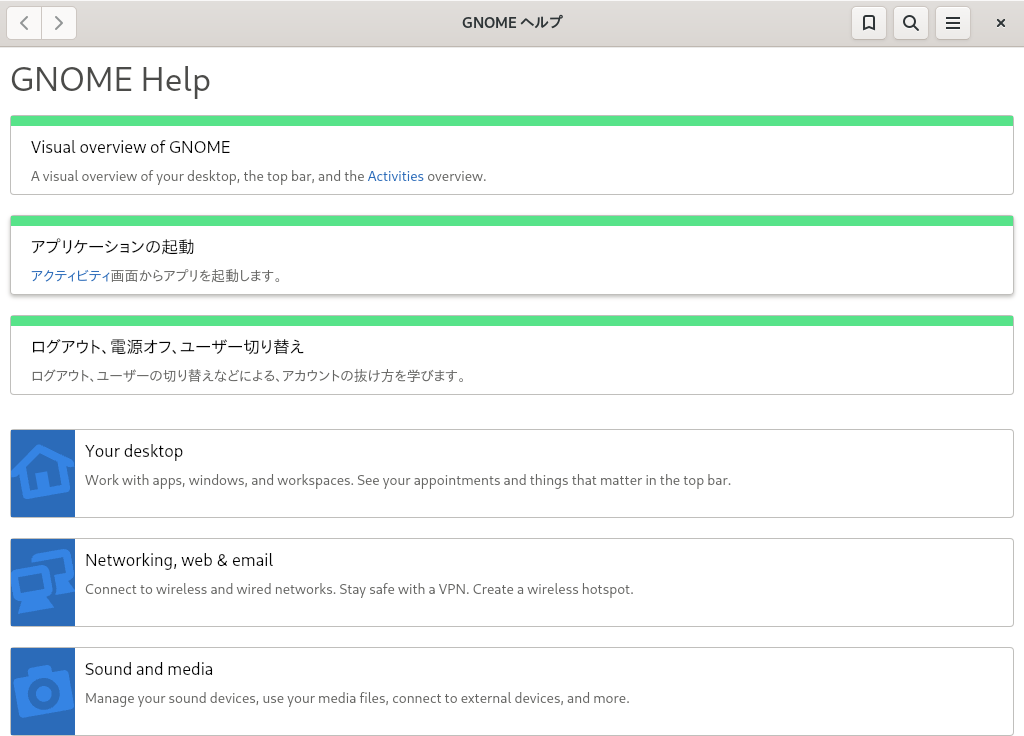 GNOME ヘルプ
GNOME Help
Visual overview of GNOME
A visual overview of your desktop, the top bar, and the Activities overview.
アプリケーションの起動
アクティビティ画面からアプリを起動します。
ログアウト、電源オフ、ユーザー切り替え
ログアウト、ユーザーの切り替えなどによる、アカウントの抜け方を学びます。
Your desktop
Work with apps, windows, and workspaces. See your appointments and things that matter in the top bar.
Networking, web & email
Connect to wireless and wired networks. Stay safe with a VPN. Create a wireless hotspot.
Sound and media
Manage your sound devices, use your media files, connect to external devices, and more.